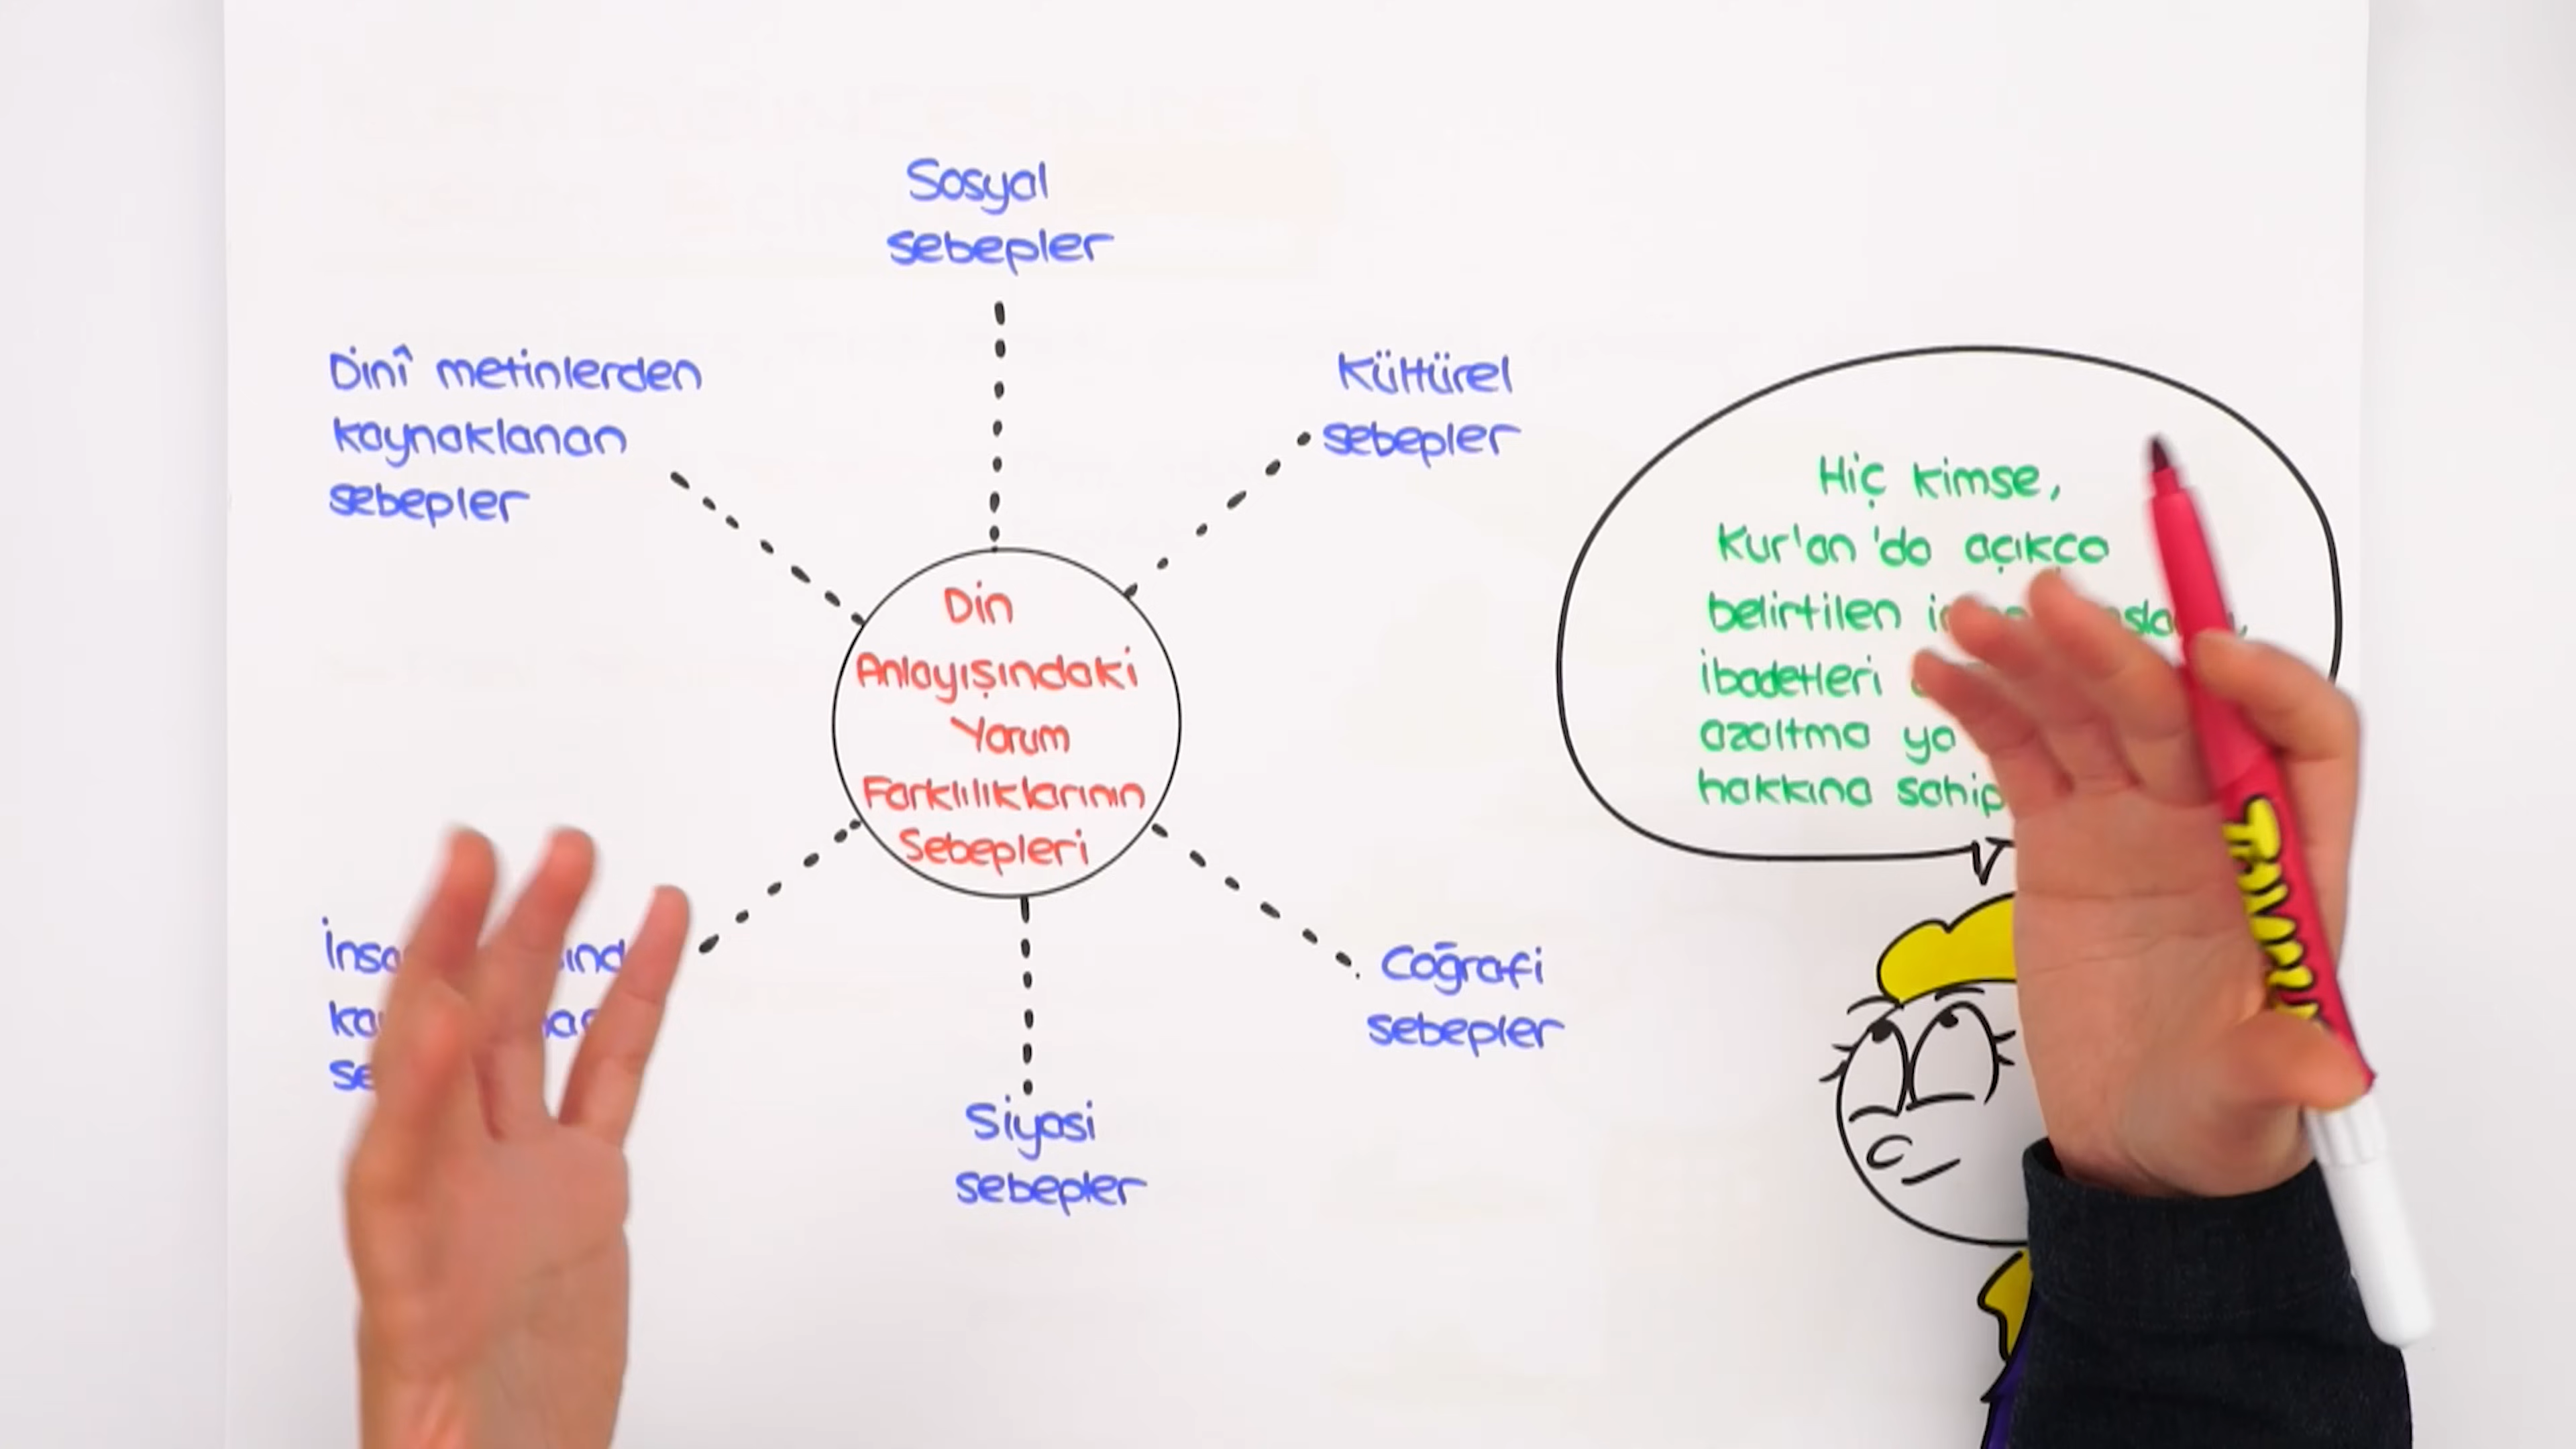 Sosyal
sebepler
Dinî metinlerden
kaynaklanan
sebepler
Kültürel
sebepler
Din
Anlayışındaki
Yorum
Farklılıklarının
Sebepleri
Coğrafi
sebepler
Siyasi
sebepler
Hiç kimse,
Kur'an'da açıkça
belirtilen
ibadetleri
azaltma ya
hakkına